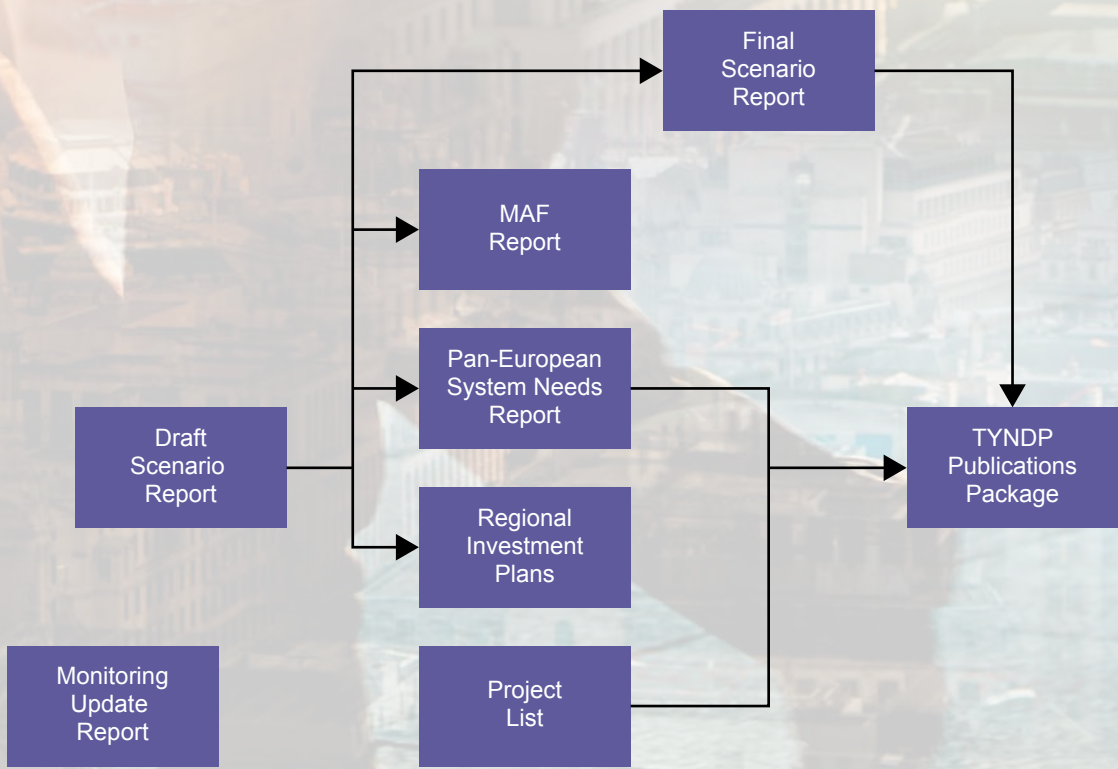 Final
Scenario
Report
MAF
Report
Pan-European
System Needs
Report
Draft
Scenario
Report
TYNDP
Publications
Package
Regional
Investment
Plans
Monitoring
Update
Report
Project
List